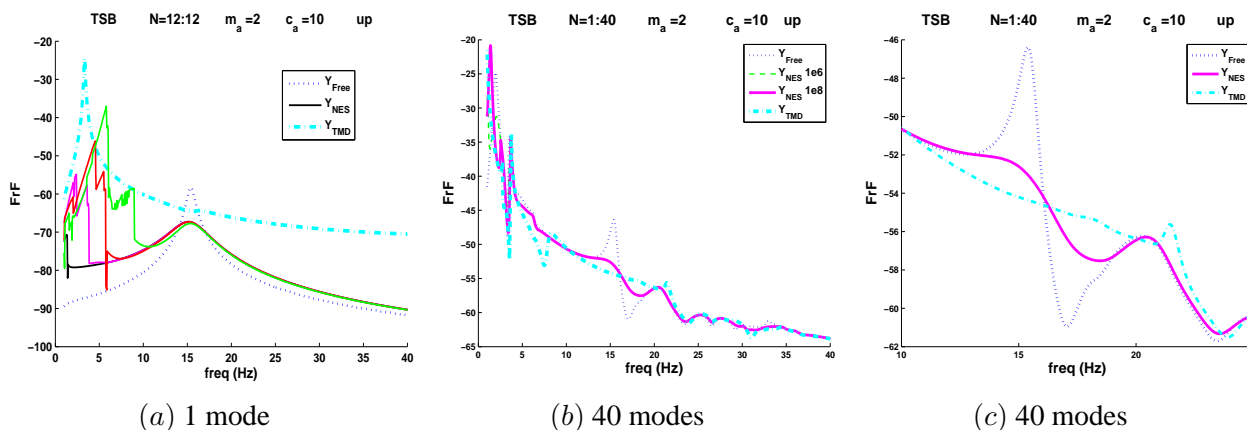 TSB N=12:12 m_a=2 c_a=10 up
−20
−30
−40
−50
−60
−70
−80
−90
−100
FrF
0 5 10 15 20 25 30 35 40
freq (Hz)
Y_Free
Y_NES
Y_TMD
(a) 1 mode
TSB N=1:40 m_a=2 c_a=10 up
−20
−25
−30
−35
−40
−45
−50
−55
−60
−65
FrF
0 5 10 15 20 25 30 35 40
freq (Hz)
Y_Free
Y_NES 1e6
Y_NES 1e8
Y_TMD
(b) 40 modes
TSB N=1:40 m_a=2 c_a=10 up
−46
−48
−50
−52
−54
−56
−58
−60
−62
FrF
10 15 20
freq (Hz)
Y_Free
Y_NES
Y_TMD
(c) 40 modes